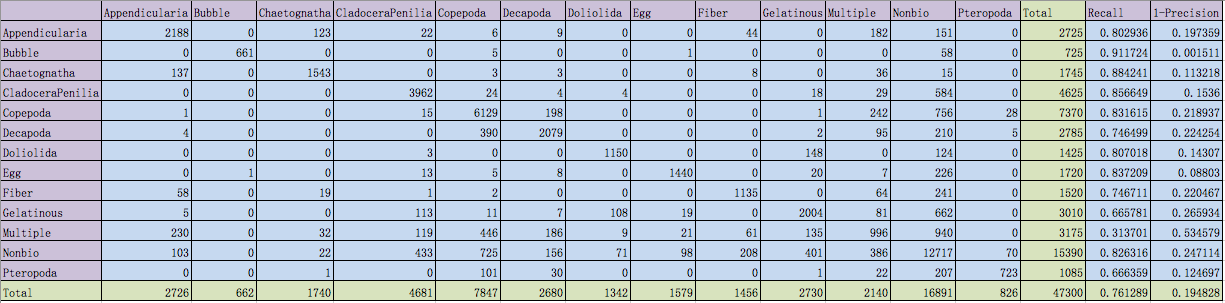 Appendicularia Bubble Chaetognatha CladoceraPenilia Copepoda Decapoda Doliolida Egg Fiber Gelatinous Multiple Nonbio Pteropoda Total Recall 1-Precision
Appendicularia 2188 0 123 22 6 9 0 0 44 0 182 151 0 2725 0.802936 0.197359
Bubble 0 661 0 0 5 0 0 1 0 0 0 58 0 725 0.911724 0.001511
Chaetognatha 137 0 1543 0 3 3 0 0 8 0 36 15 0 1745 0.884241 0.113218
CladoceraPenilia 0 0 0 3962 24 4 4 0 0 18 29 584 0 4625 0.856649 0.1536
Copepoda 1 0 0 15 6129 198 0 0 0 1 242 756 28 7370 0.831615 0.218937
Decapoda 4 0 0 0 390 2079 0 0 0 2 95 210 5 2785 0.746499 0.224254
Doliolida 0 0 0 3 0 0 1150 0 0 148 0 124 0 1425 0.807018 0.14307
Egg 0 1 0 13 5 8 0 1440 0 20 7 226 0 1720 0.837209 0.08803
Fiber 58 0 19 1 2 0 0 0 1135 0 64 241 0 1520 0.746711 0.220467
Gelatinous 5 0 0 113 11 7 108 19 0 2004 81 662 0 3010 0.665781 0.265934
Multiple 230 0 32 119 446 186 9 21 61 135 996 940 0 3175 0.313701 0.534579
Nonbio 103 0 22 433 725 156 71 98 208 401 386 12717 70 15390 0.826316 0.247114
Pteropoda 0 0 1 0 101 30 0 0 0 1 22 207 723 1085 0.666359 0.124697
Total 2726 662 1740 4681 7847 2680 1342 1579 1456 2730 2140 16891 826 47300 0.761289 0.194828